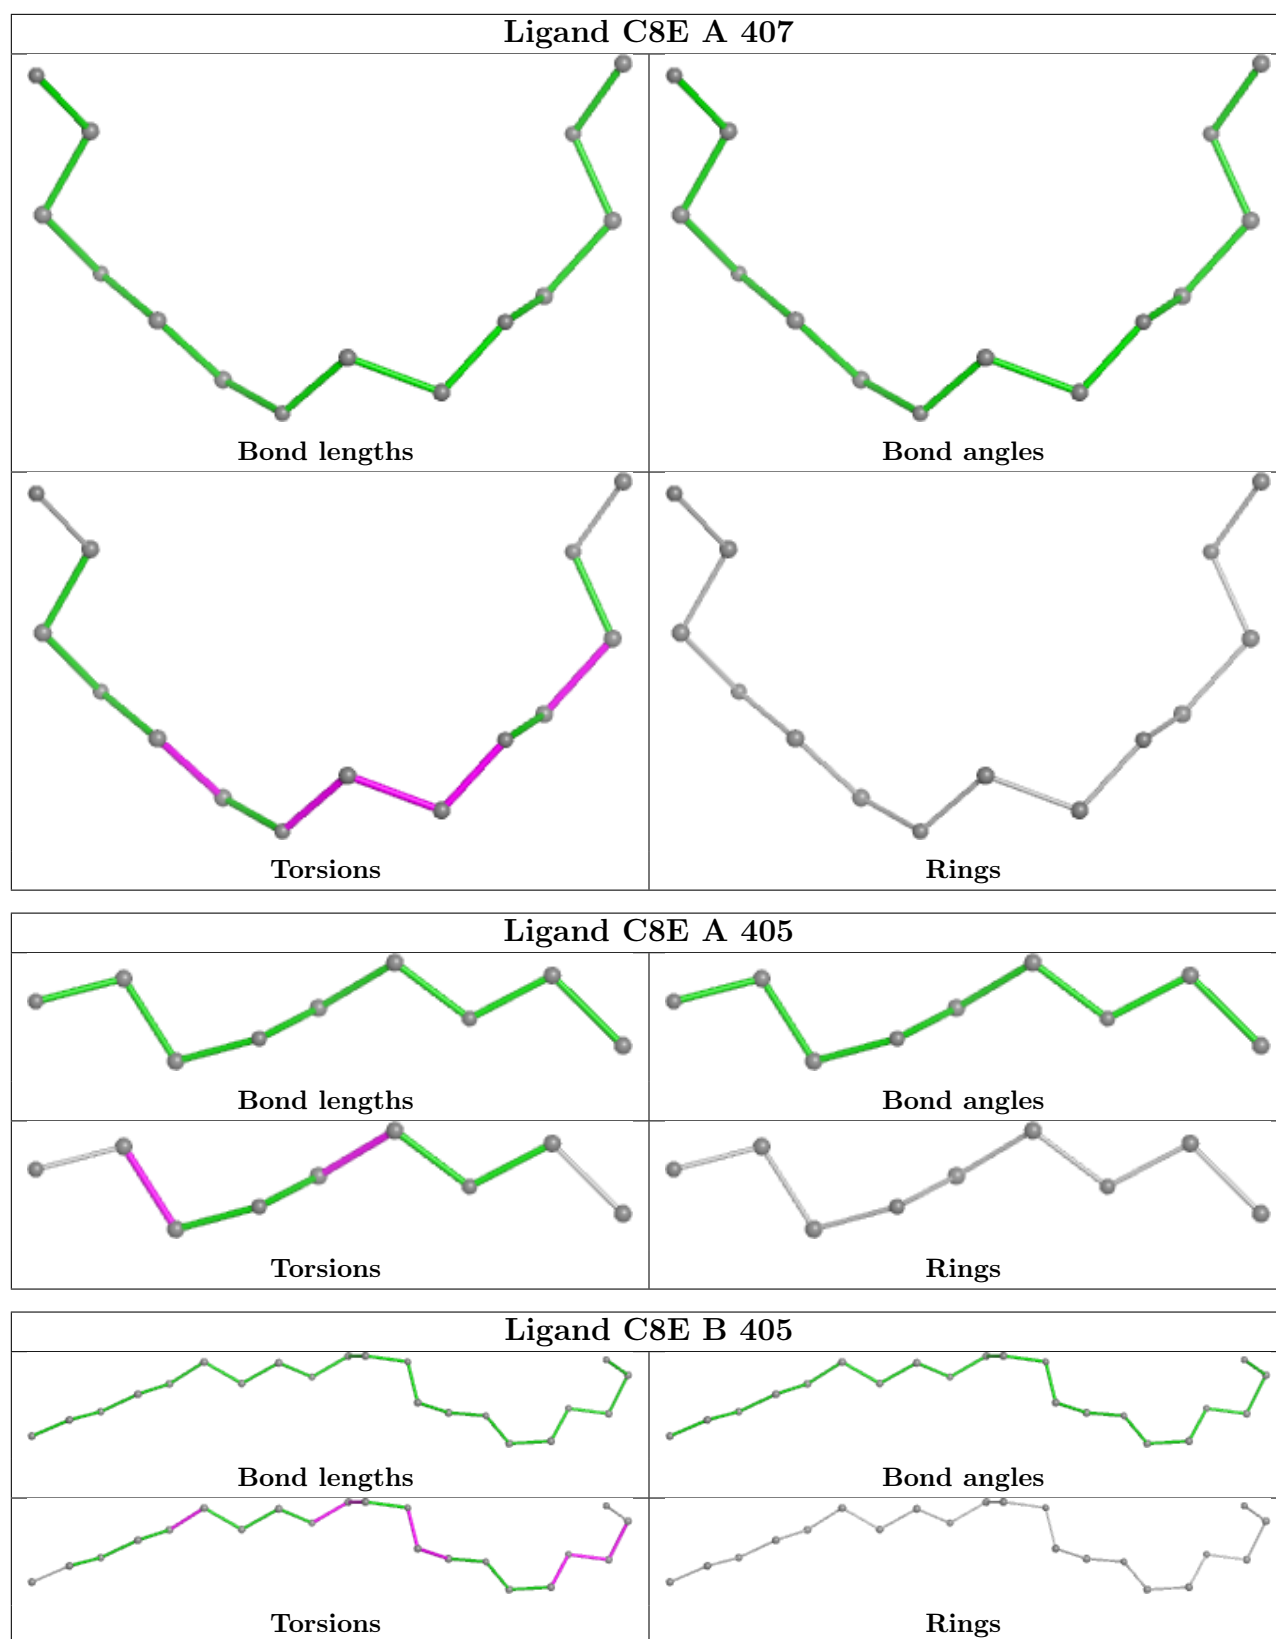 Ligand C8E A 407
Bond lengths
Bond angles
Torsions
Rings
Ligand C8E A 405
Bond lengths
Bond angles
Torsions
Rings
Ligand C8E B 405
Bond lengths
Bond angles
Torsions
Rings